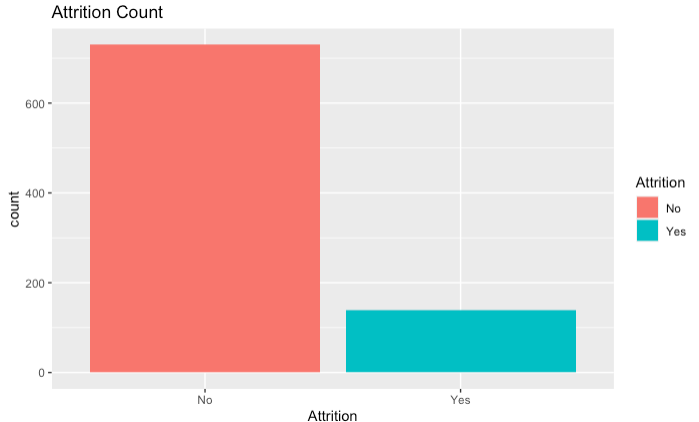 Attrition Count
count
600
400
200
0
No
Yes
Attrition
Attrition
No
Yes